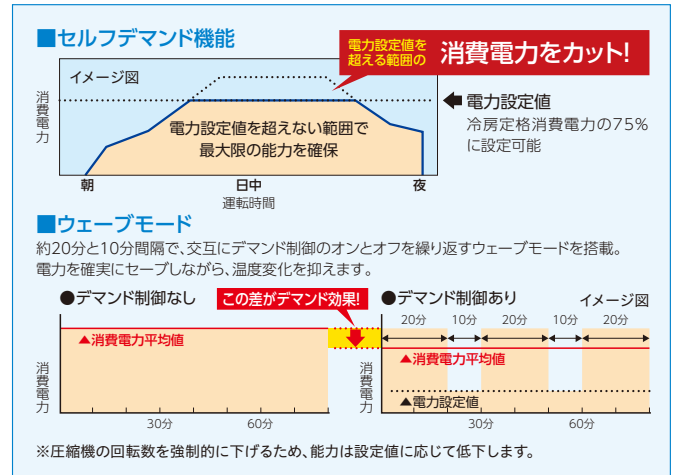 ■セルフデマンド機能
電力設定値を
超える範囲の 消費電力をカット!
イメージ図
消費電力
電力設定値
冷房定格消費電力の75%
に設定可能
電力設定値を超えない範囲で
最大限の能力を確保
朝 日中 夜
運転時間
■ウェーブモード
約20分と10分間隔で、交互にデマンド制御のオンとオフを繰り返すウェーブモードを搭載。
電力を確実にセーブしながら、温度変化を抑えます。
●デマンド制御なし
この差がデマンド効果!
●デマンド制御あり
イメージ図
20分 10分 20分 10分 20分
▲消費電力平均値
▲消費電力平均値
消費電力
消費電力
▲電力設定値
30分 60分
30分 60分
※圧縮機の回転数を強制的に下げるため、能力は設定値に応じて低下します。